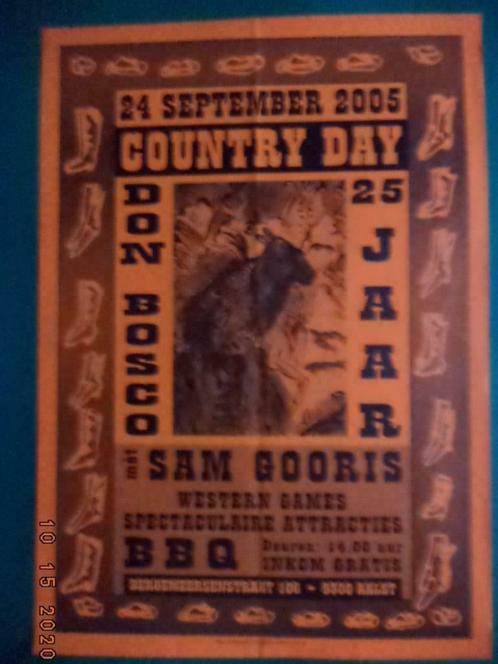 24 SEPTEMBER 2005
COUNTRY DAY
DON BOSCO
25 JAAR
met
SAM GOORIS
WESTERN GAMES
SPECTACULAIRE ATTRACTIES
BBQ
Deuren: 14.00 uur
INKOM GRATIS
AALST
10 15 2020